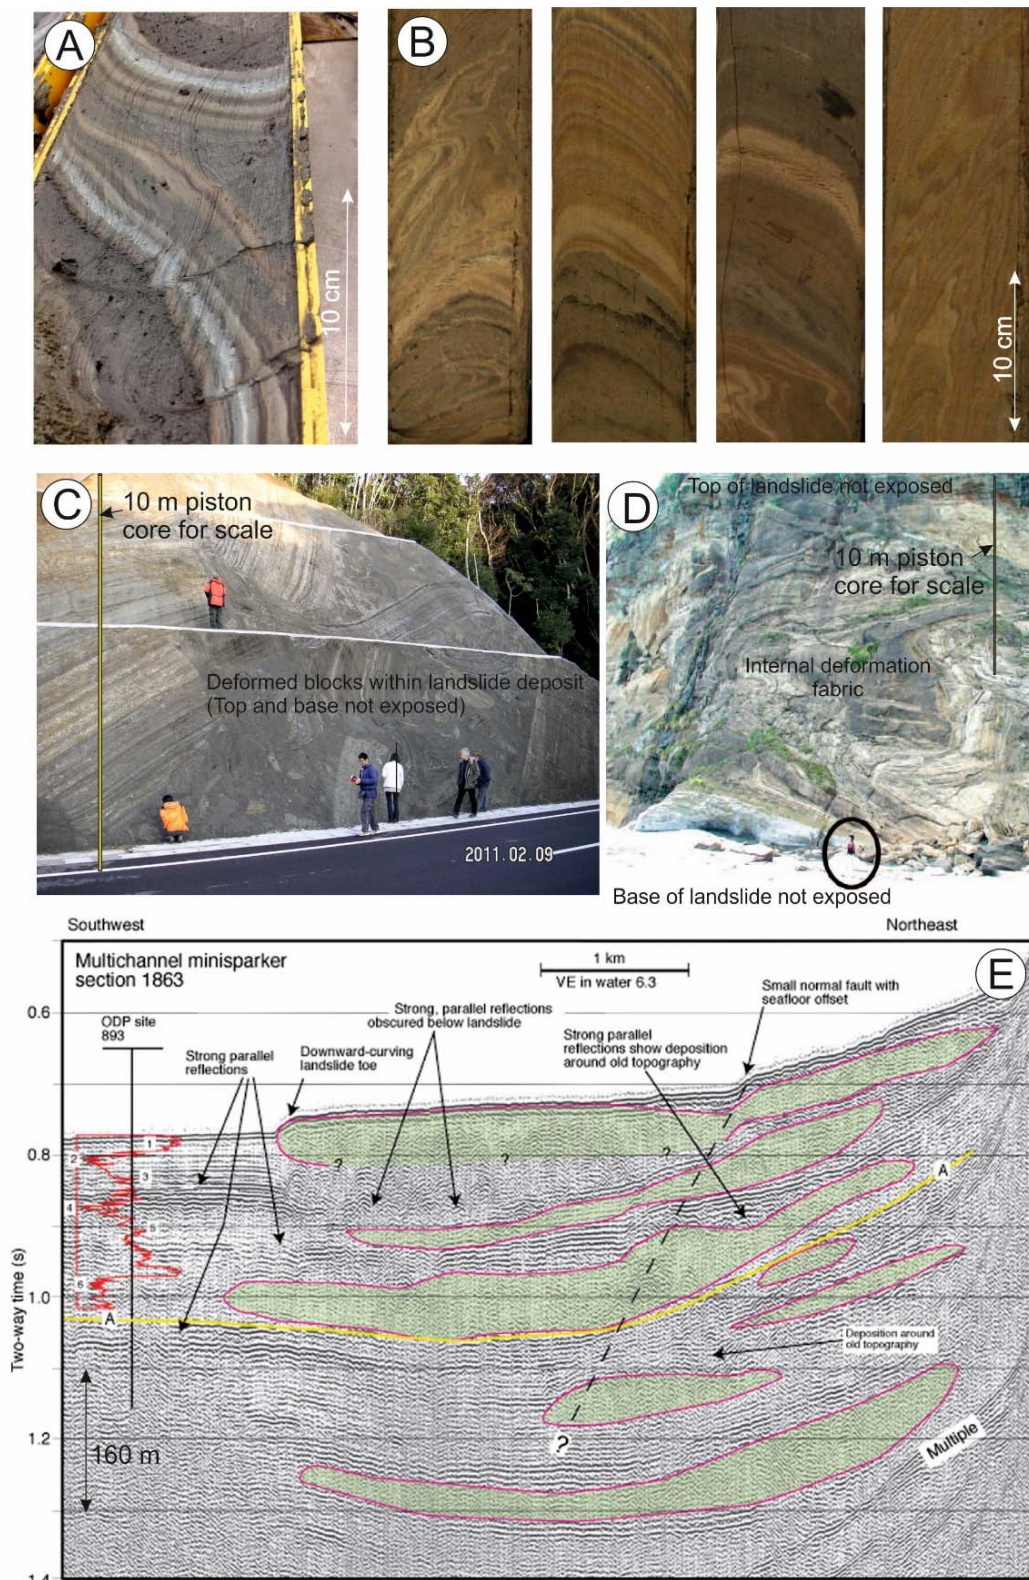 A
10 cm
B
10 cm
C
10 m piston
core for scale
Deformed blocks within landslide deposit
(Top and base not exposed)
2011.02.09
D
Top of landslide not exposed
10 m piston
core for scale
Internal deformation
fabric
Base of landslide not exposed
Southwest
Northeast
E
Multichannel minisparker
section 1863
1 km
VE in water 6.3
Small normal fault with
seafloor offset
ODP site
893
Strong parallel
reflections
Downward-curving
landslide toe
Strong, parallel reflections
obscured below landslide
Strong parallel
reflections show deposition
around old topography
0.6
0.8
1.0
1.2
1.4
Two-way time (s)
1
2
3
4
5
6
?
?
?
A
A
Deposition around
old topography
?
Multiple
160 m